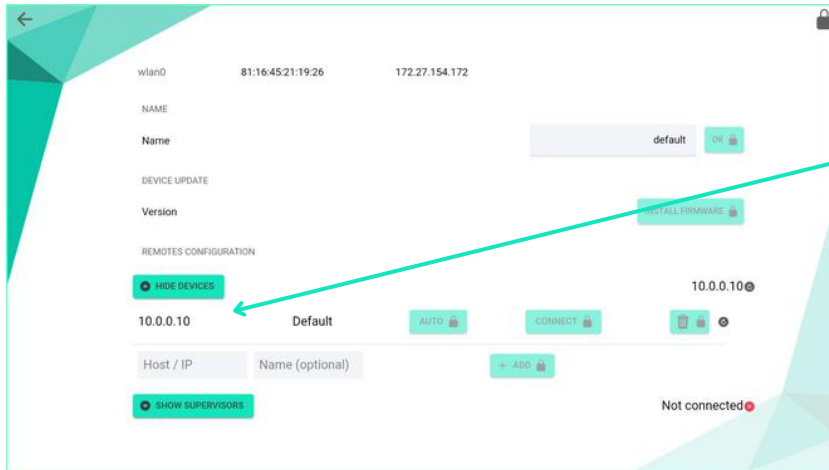 wlan0 81:16:45:21:19:26 172.27.154.172
NAME
Name default OK
DEVICE UPDATE
Version INSTALL FIRMWARE
REMOTES CONFIGURATION
HIDE DEVICES 10.0.0.10
10.0.0.10 Default AUTO CONNECT
Host / IP Name (optional) + ADD
SHOW SUPERVISORS Not connected